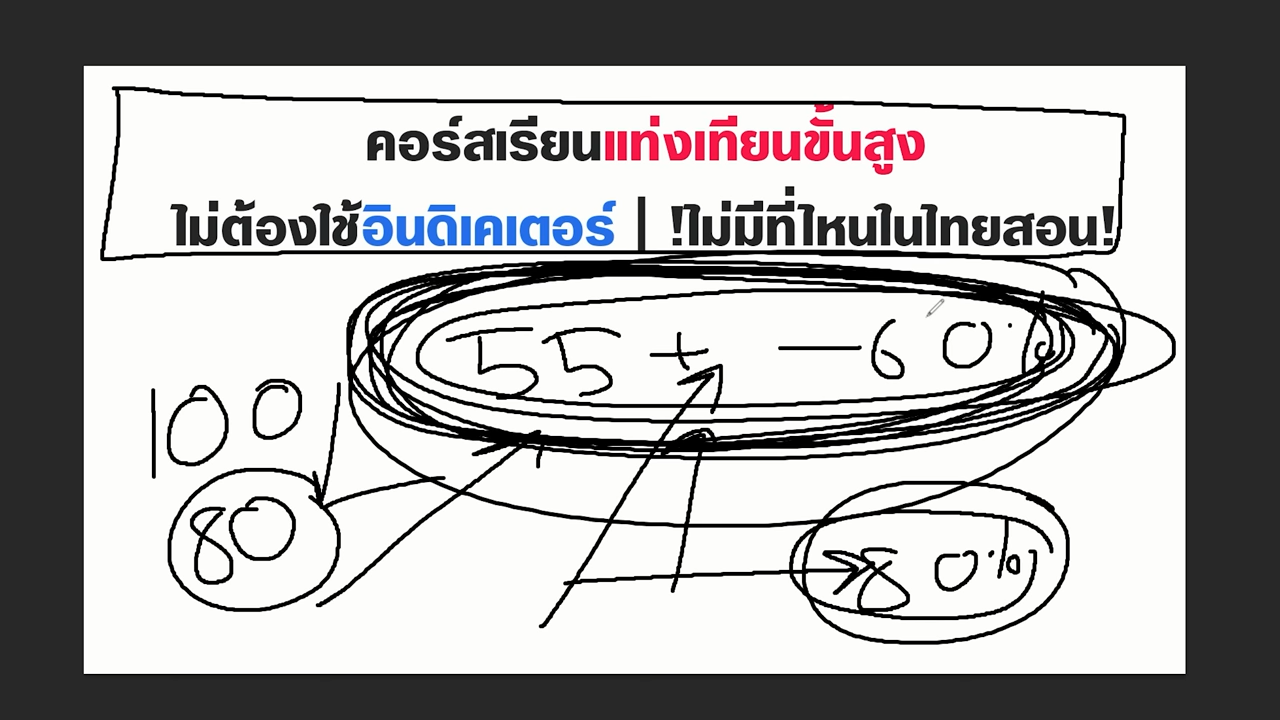 คอร์สเรียนแท่งเทียนขั้นสูง
ไม่ต้องใช้อินดิเคเตอร์ | !ไม่มีที่ไหนในไทยสอน!
55 + — 60%
100
80
80%